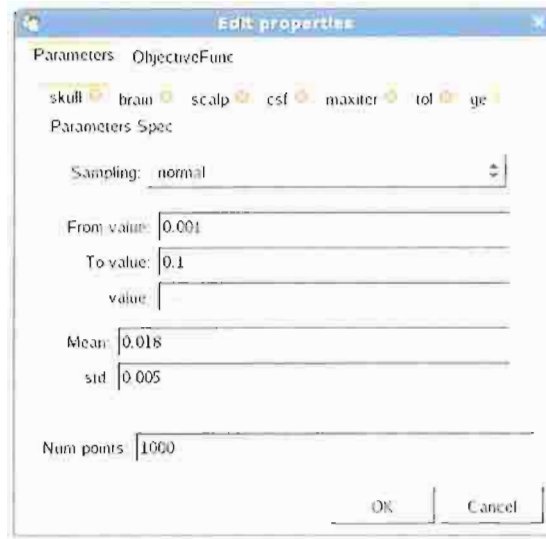 Edit properties
Parameters ObjectiveFunc
skull brain scalp csf maxiter tol ge
Parameters Spec
Sampling: normal
From value: 0.001
To value: 0.1
value:
Mean: 0.018
std: 0.005
Num points: 1000
OK Cancel